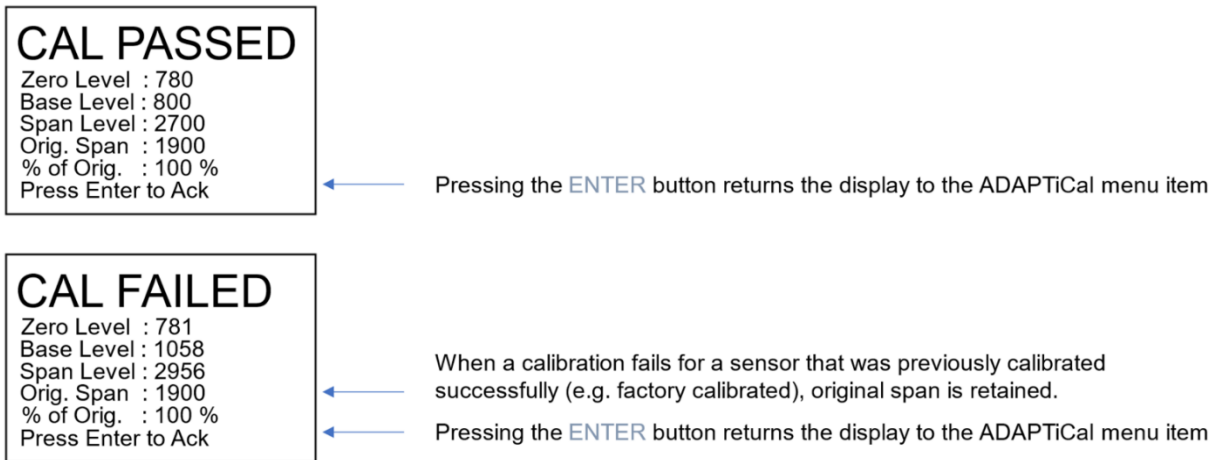 CAL PASSED
Zero Level : 780
Base Level : 800
Span Level : 2700
Orig. Span : 1900
% of Orig. : 100 %
Press Enter to Ack
Pressing the ENTER button returns the display to the ADAPTiCal menu item
CAL FAILED
Zero Level : 781
Base Level : 1058
Span Level : 2956
Orig. Span : 1900
% of Orig. : 100 %
Press Enter to Ack
When a calibration fails for a sensor that was previously calibrated
successfully (e.g. factory calibrated), original span is retained.
Pressing the ENTER button returns the display to the ADAPTiCal menu item